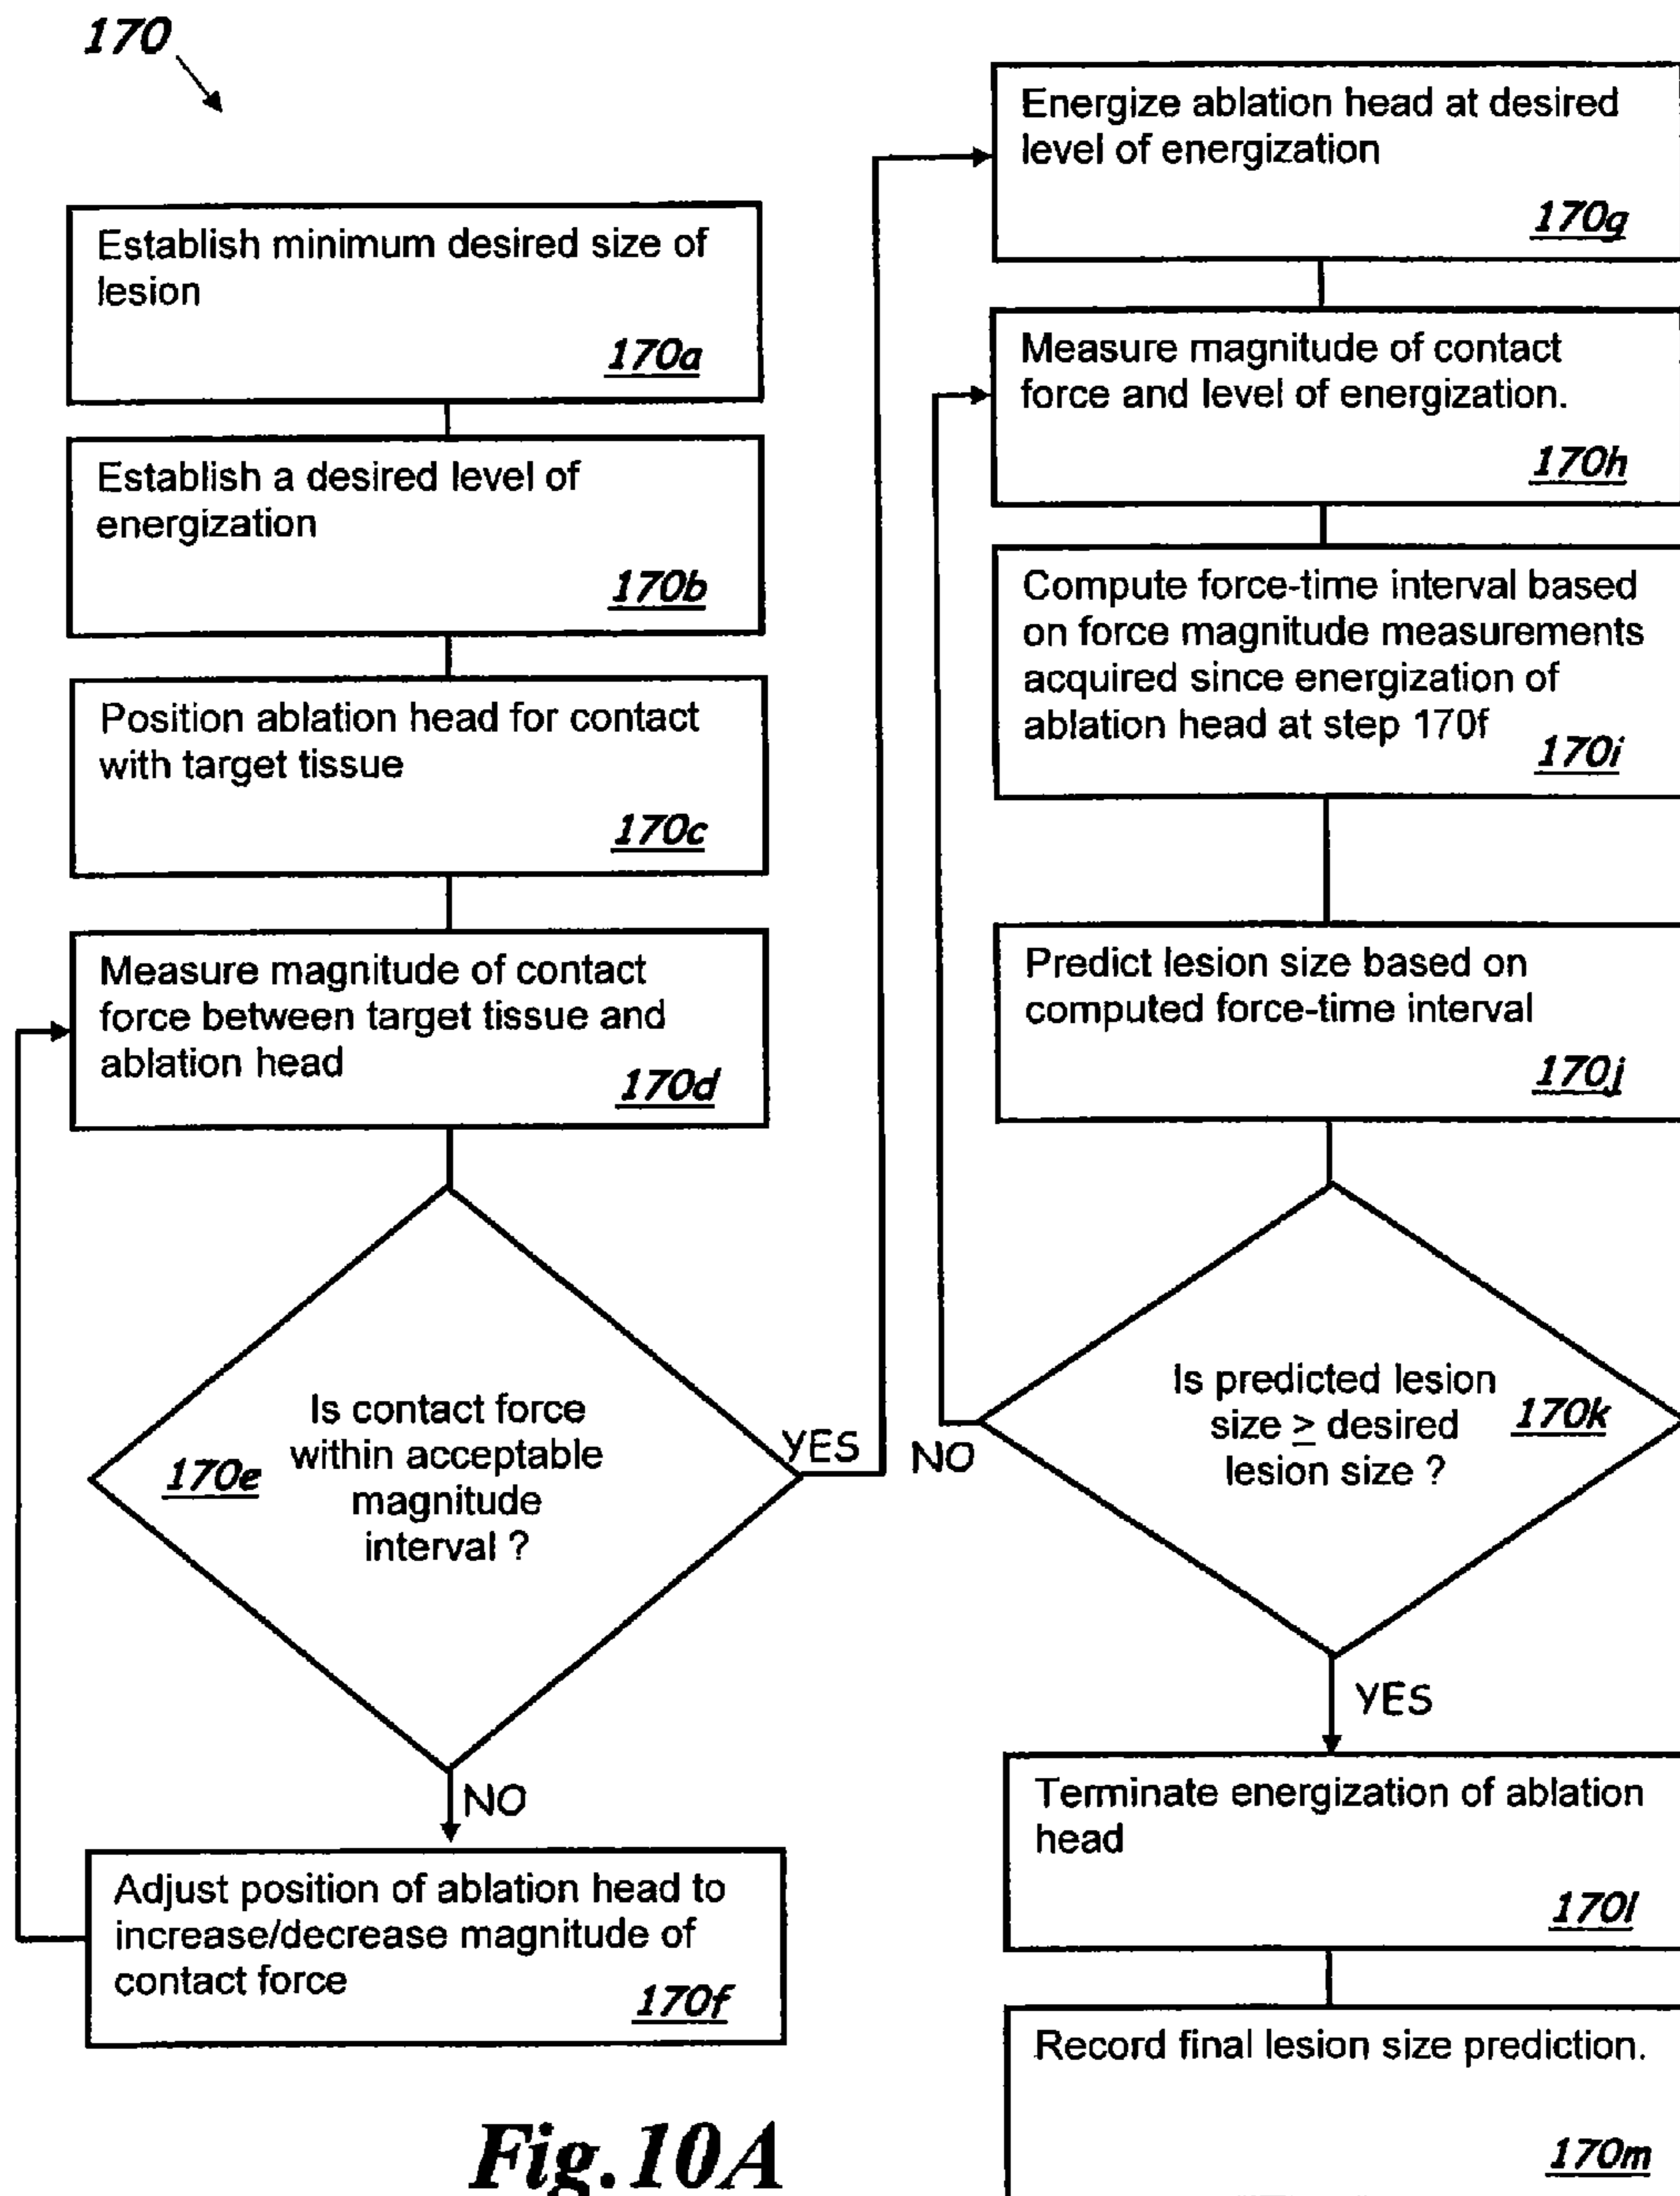 170
Establish minimum desired size of
lesion
170a
Establish a desired level of
energization
170b
Position ablation head for contact
with target tissue
170c
Measure magnitude of contact
force between target tissue and
ablation head
170d
Is contact force
within acceptable
magnitude
interval ?
170e
YES
NO
Adjust position of ablation head to
increase/decrease magnitude of
contact force
170f
Energize ablation head at desired
level of energization
170g
Measure magnitude of contact
force and level of energization.
170h
Compute force-time interval based
on force magnitude measurements
acquired since energization of
ablation head at step 170f
170i
Predict lesion size based on
computed force-time interval
170j
Is predicted lesion
size ≥ desired
lesion size ?
170k
NO
YES
Terminate energization of ablation
head
170l
Record final lesion size prediction.
170m
Fig.10A